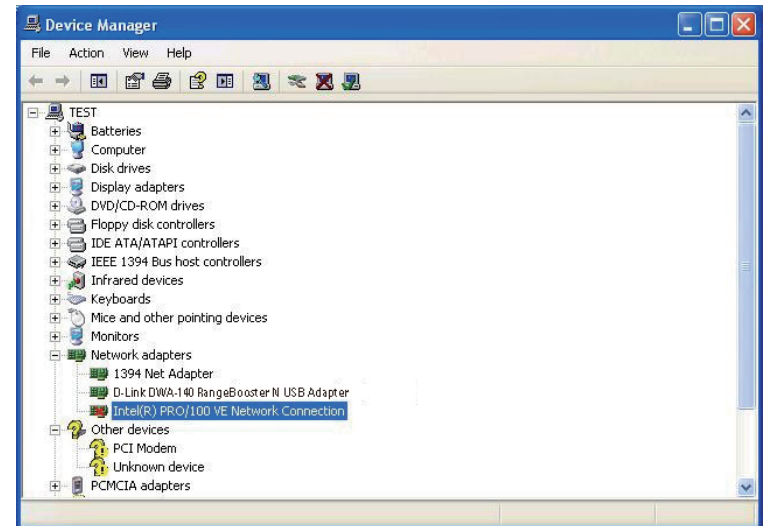 Device Manager
File Action View Help
TEST
Batteries
Computer
Disk drives
Display adapters
DVD/CD-ROM drives
Floppy disk controllers
IDE ATA/ATAPI controllers
IEEE 1394 Bus host controllers
Infrared devices
Keyboards
Mice and other pointing devices
Monitors
Network adapters
1394 Net Adapter
D-Link DWA-140 RangeBooster N USB Adapter
Intel(R) PRO/100 VE Network Connection
Other devices
PCI Modem
Unknown device
PCMCIA adapters